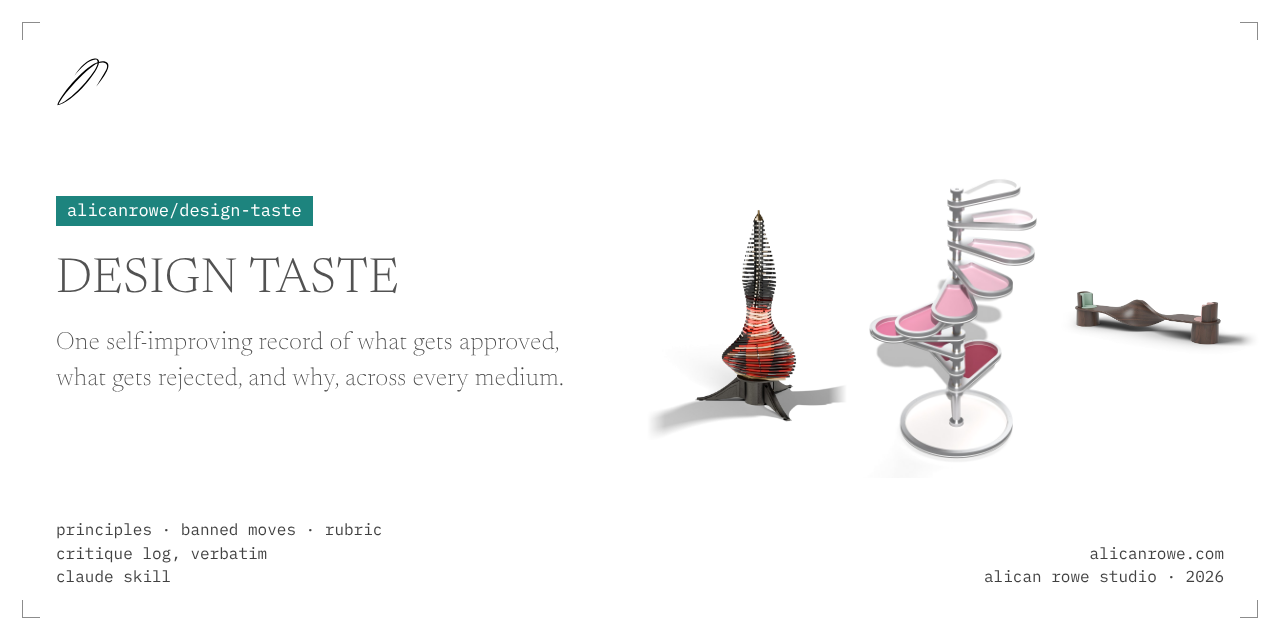 alicanrowe/design-taste
DESIGN TASTE
One self-improving record of what gets approved,
what gets rejected, and why, across every medium.
principles · banned moves · rubric
critique log, verbatim
claude skill
alicanrowe.com
alican rowe studio · 2026